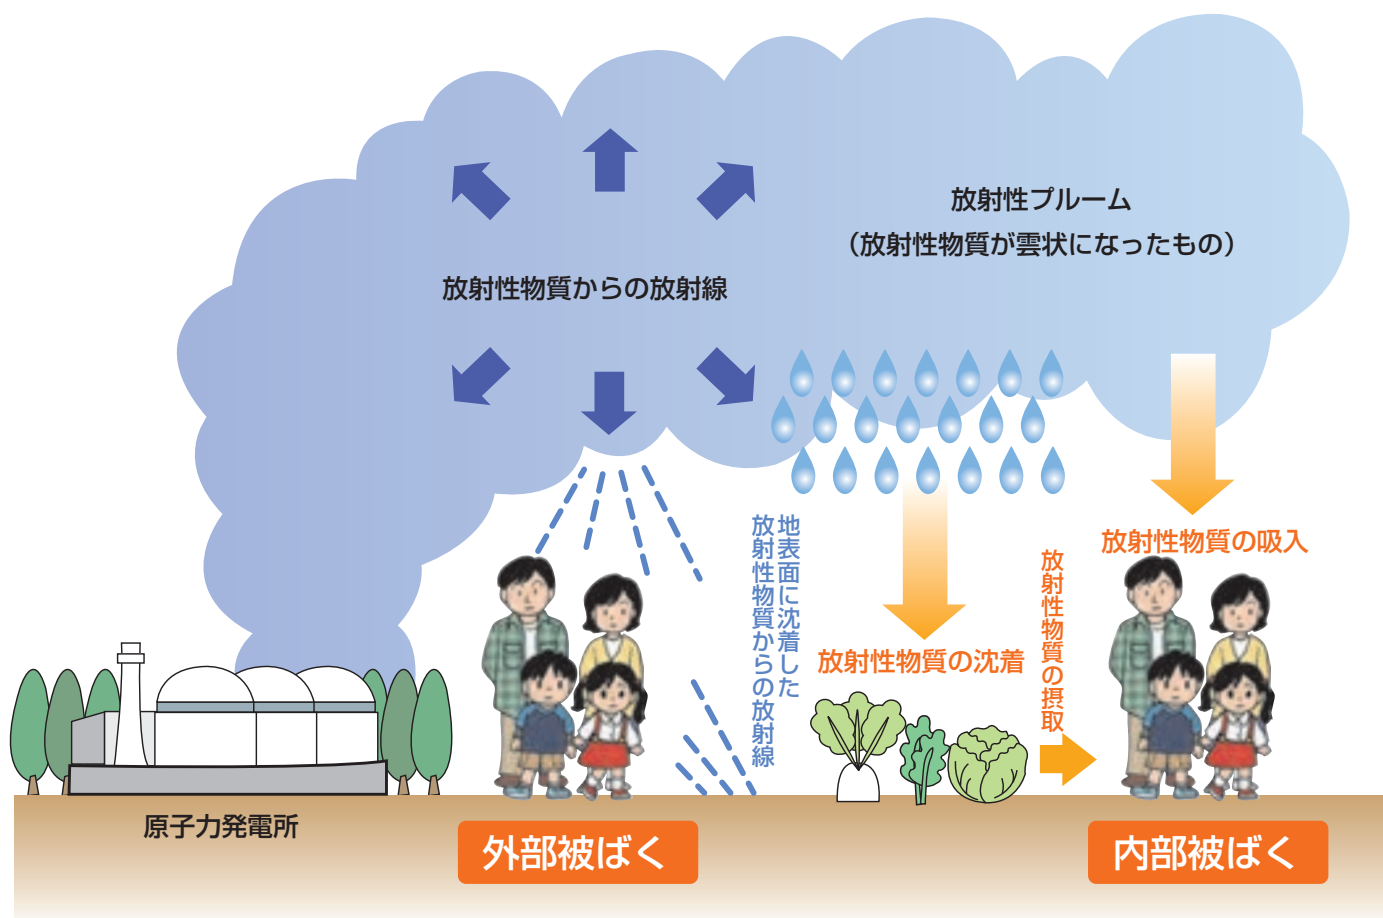 放射性プルーム
（放射性物質が雲状になったもの）
放射性物質からの放射線
地表面に沈着した
放射性物質からの放射線
放射性物質の沈着
放射性物質の摂取
放射性物質の吸入
原子力発電所
外部被ばく
内部被ばく